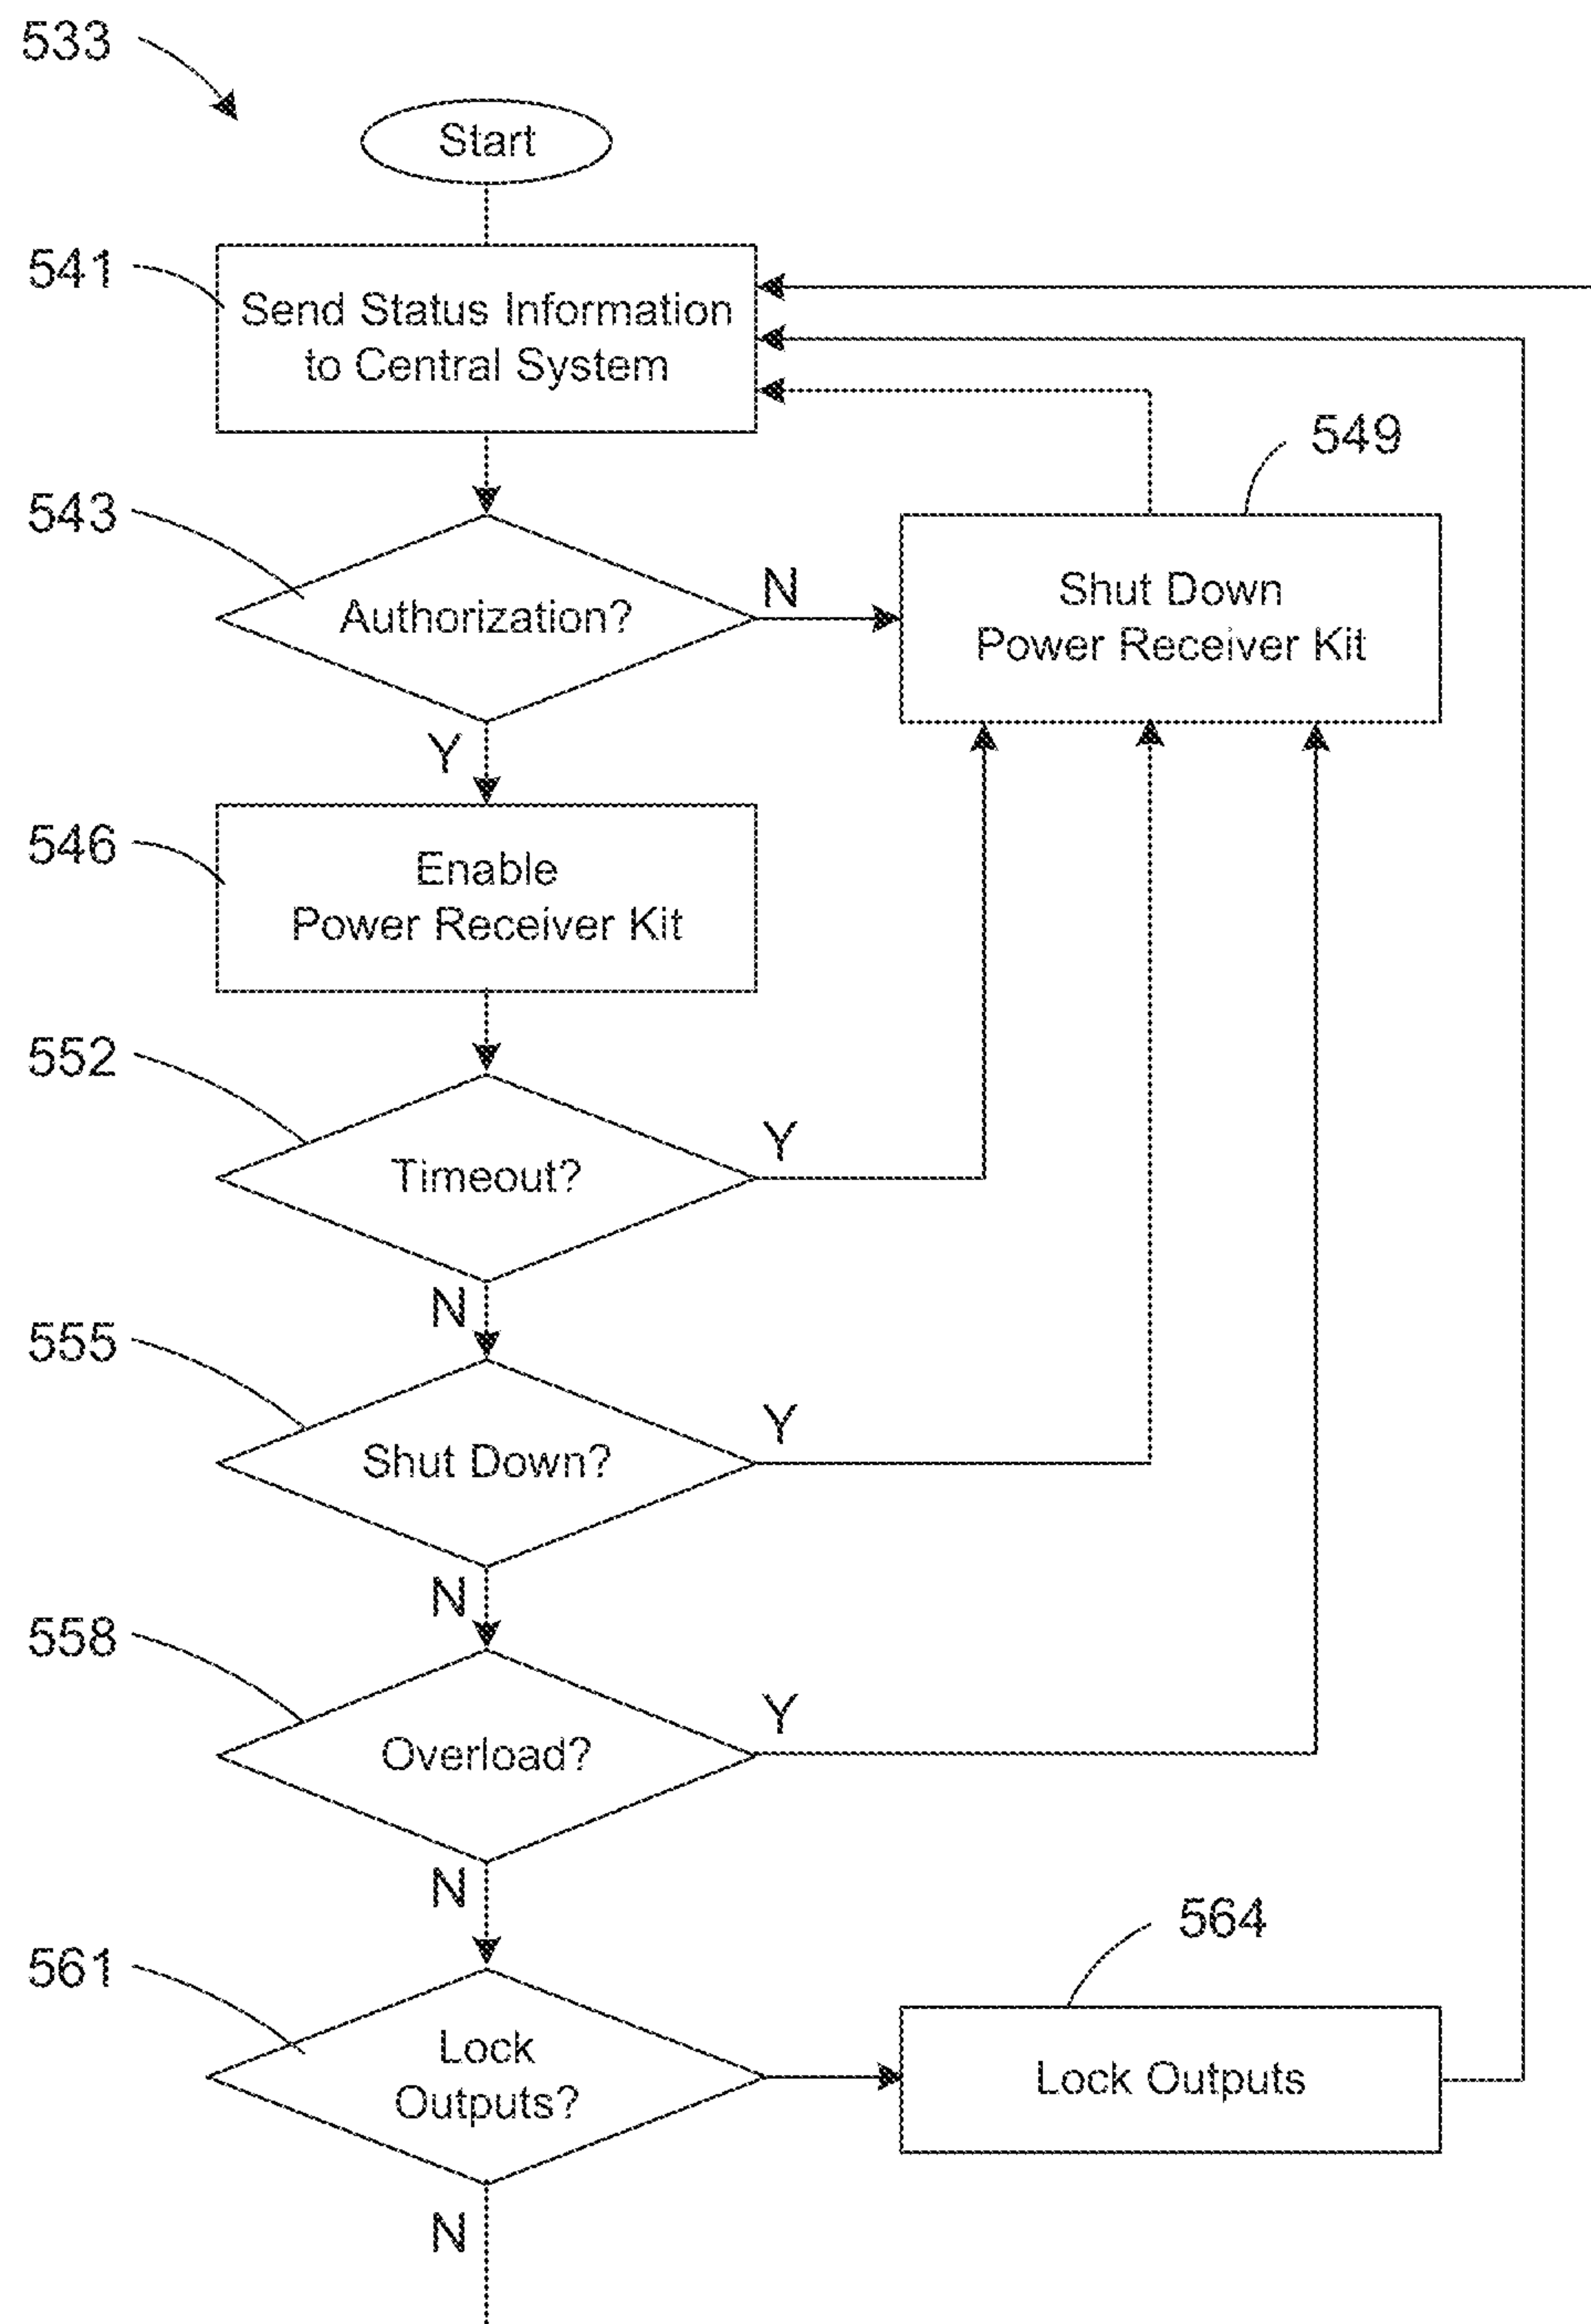 533
Start
541
Send Status Information
to Central System
549
543
Authorization?
N
Shut Down
Power Receiver Kit
Y
546
Enable
Power Receiver Kit
552
Timeout?
Y
N
555
Shut Down?
Y
N
558
Overload?
Y
N
561
Lock
Outputs?
564
Lock Outputs
N